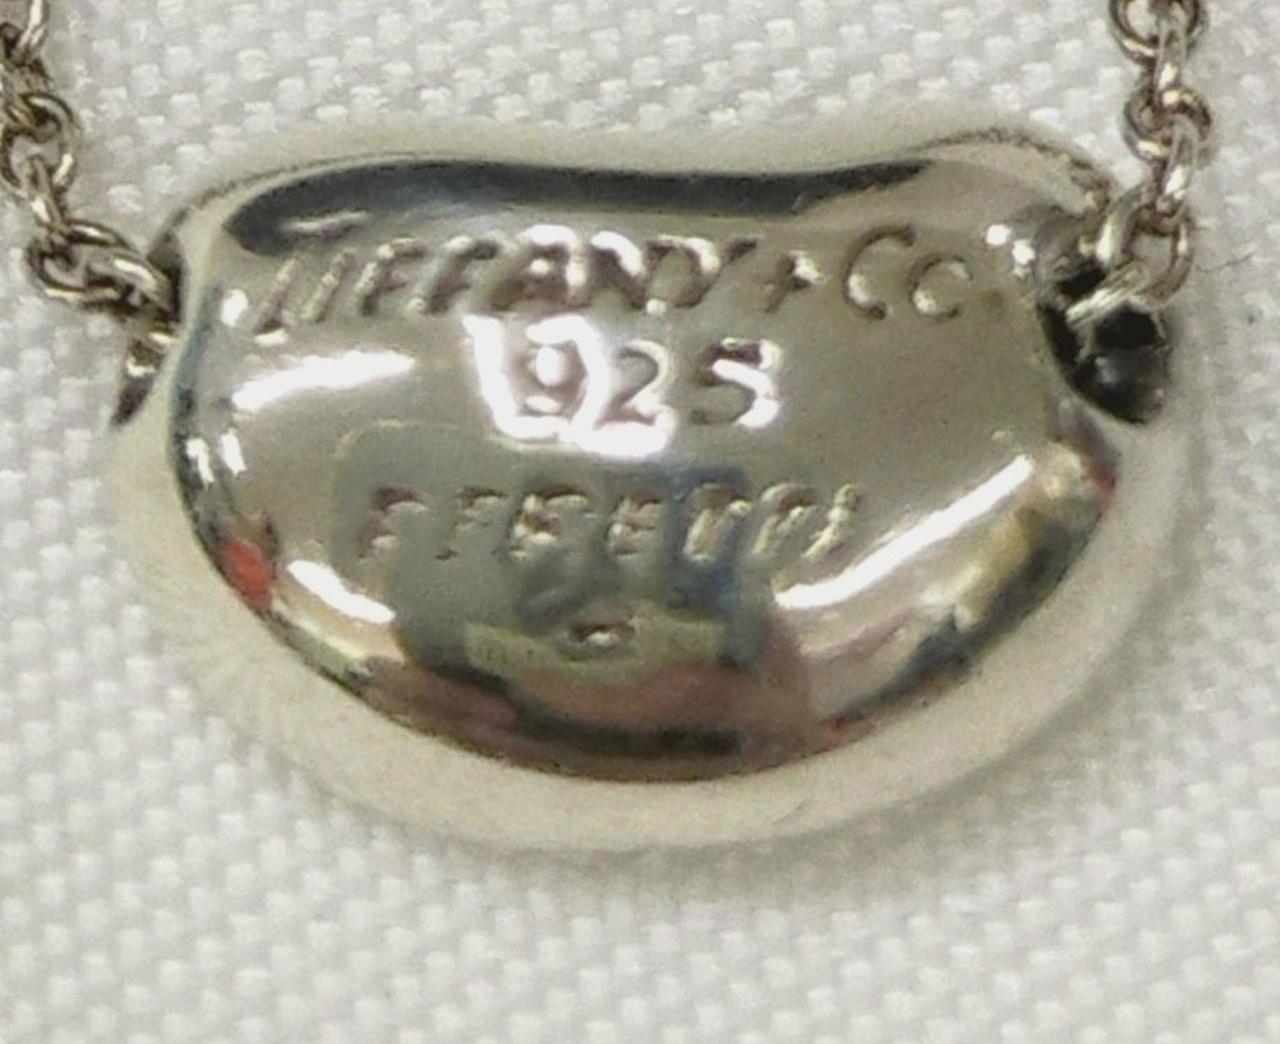 TIFFANY + CO
925
PERETTI